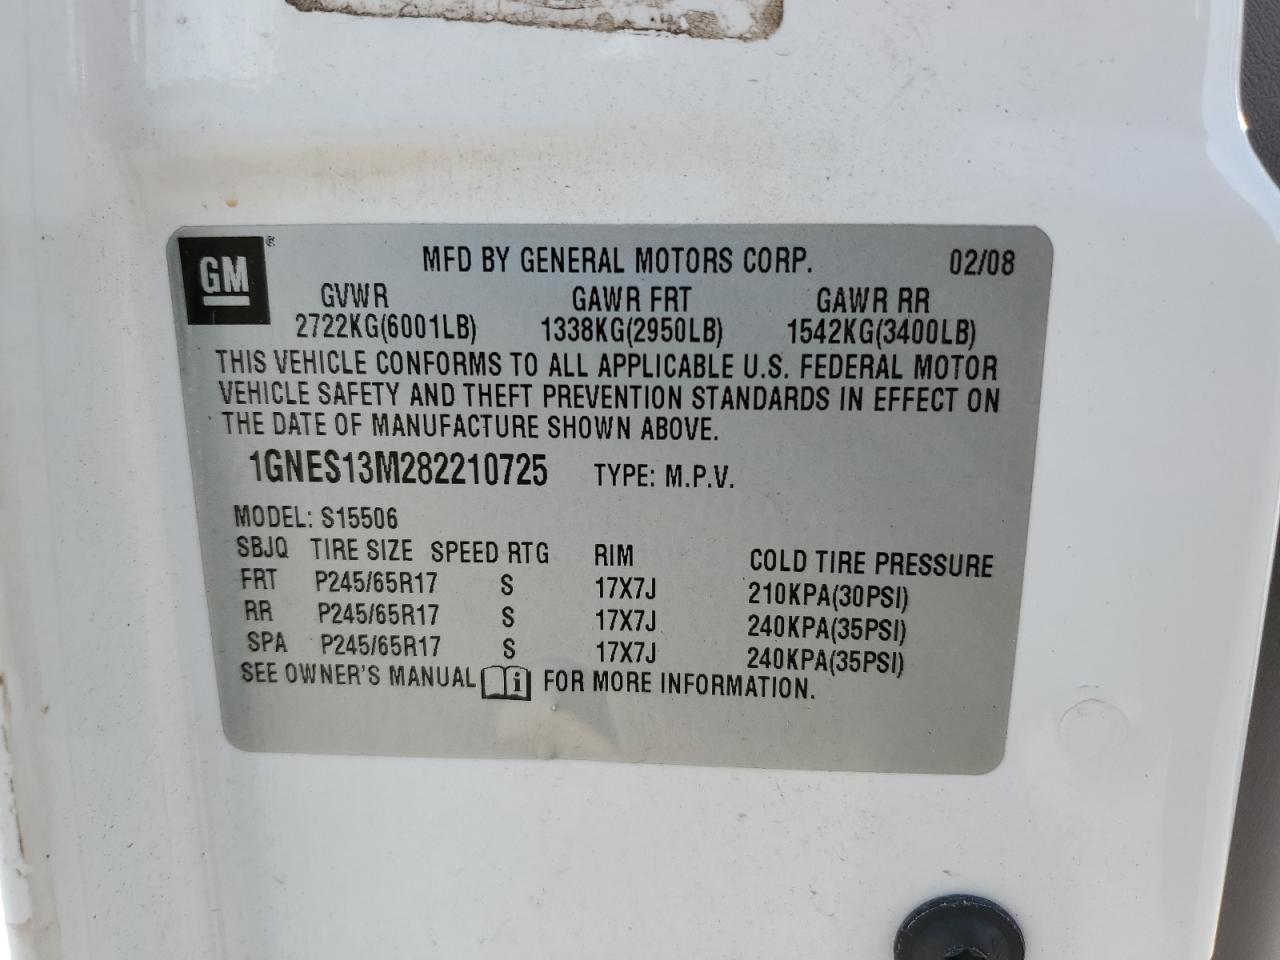 GM ®
MFD BY GENERAL MOTORS CORP. 02/08
GVWR GAWR FRT GAWR RR
2722KG(6001LB) 1338KG(2950LB) 1542KG(3400LB)
THIS VEHICLE CONFORMS TO ALL APPLICABLE U.S. FEDERAL MOTOR
VEHICLE SAFETY AND THEFT PREVENTION STANDARDS IN EFFECT ON
THE DATE OF MANUFACTURE SHOWN ABOVE.
1GNES13M282210725 TYPE: M.P.V.
MODEL: S15506
SBJQ TIRE SIZE SPEED RTG RIM COLD TIRE PRESSURE
FRT P245/65R17 S 17X7J 210KPA(30PSI)
RR P245/65R17 S 17X7J 240KPA(35PSI)
SPA P245/65R17 S 17X7J 240KPA(35PSI)
SEE OWNER'S MANUAL i FOR MORE INFORMATION.